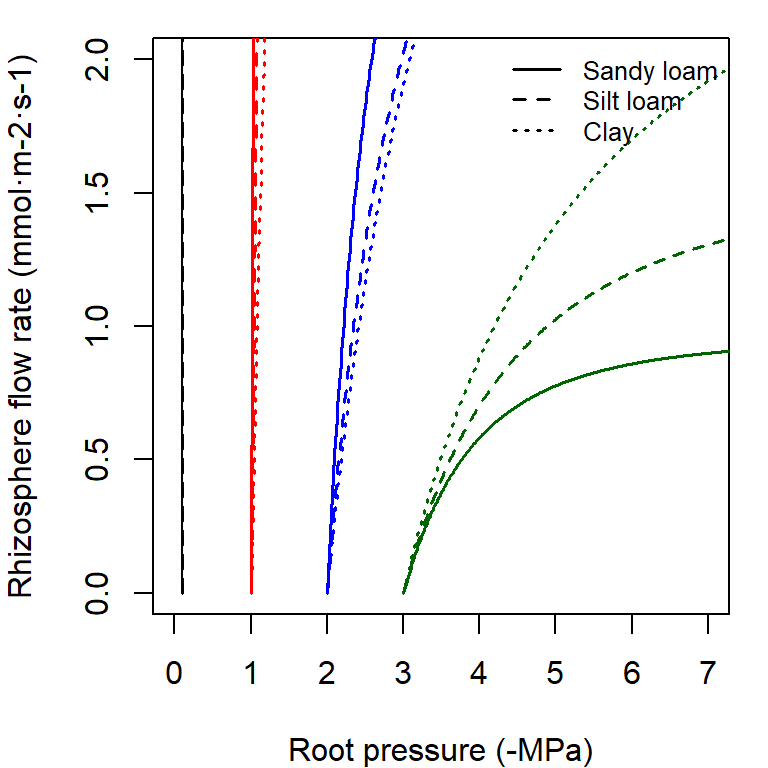 Rhizosphere flow rate (mmol·m-2·s-1)
2.0
1.5
1.0
0.5
0.0
Sandy loam
Silt loam
Clay
0 1 2 3 4 5 6 7
Root pressure (-MPa)